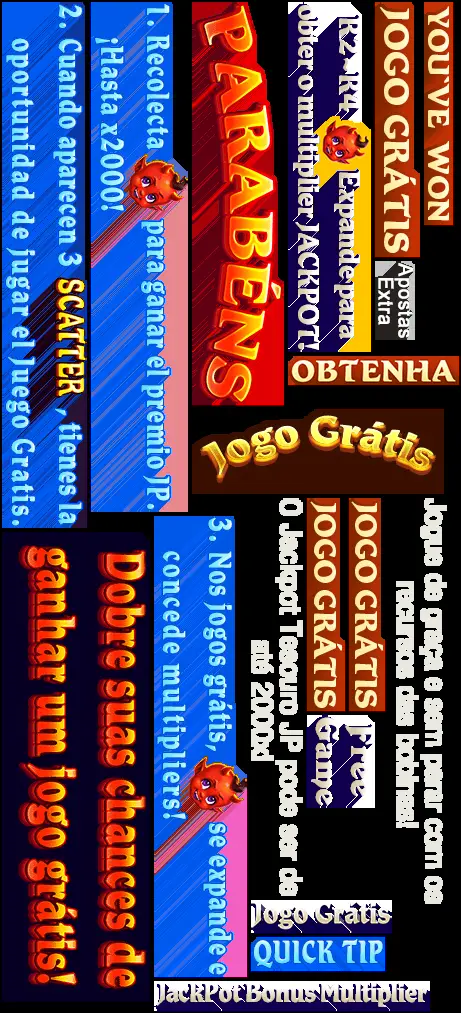 YOU'VE WON
JOGO GRÁTIS
Apostas
Extra
R2~R4 Expande para
obter o multiplier JACKPOT!
PARABÉNS
1. Recolecta para ganar el premio JP.
¡Hasta x2000!
2. Cuando aparecen 3 SCATTER, tienes la
oportunidad de jugar el Juego Gratis.
OBTENHA
Jogo Grátis
Jogue de graça e sem parar com os
recursos das bobinas!
JOGO GRÁTIS
JOGO GRÁTIS
Free
Game
O Jackpot Tesouro JP pode ser de
até 2000x!
3. Nos jogos grátis, se expande e
concede multipliers!
Dobre suas chances de
ganhar um jogo grátis!
Jogo Grátis
QUICK TIP
JackPot Bonus Multiplier